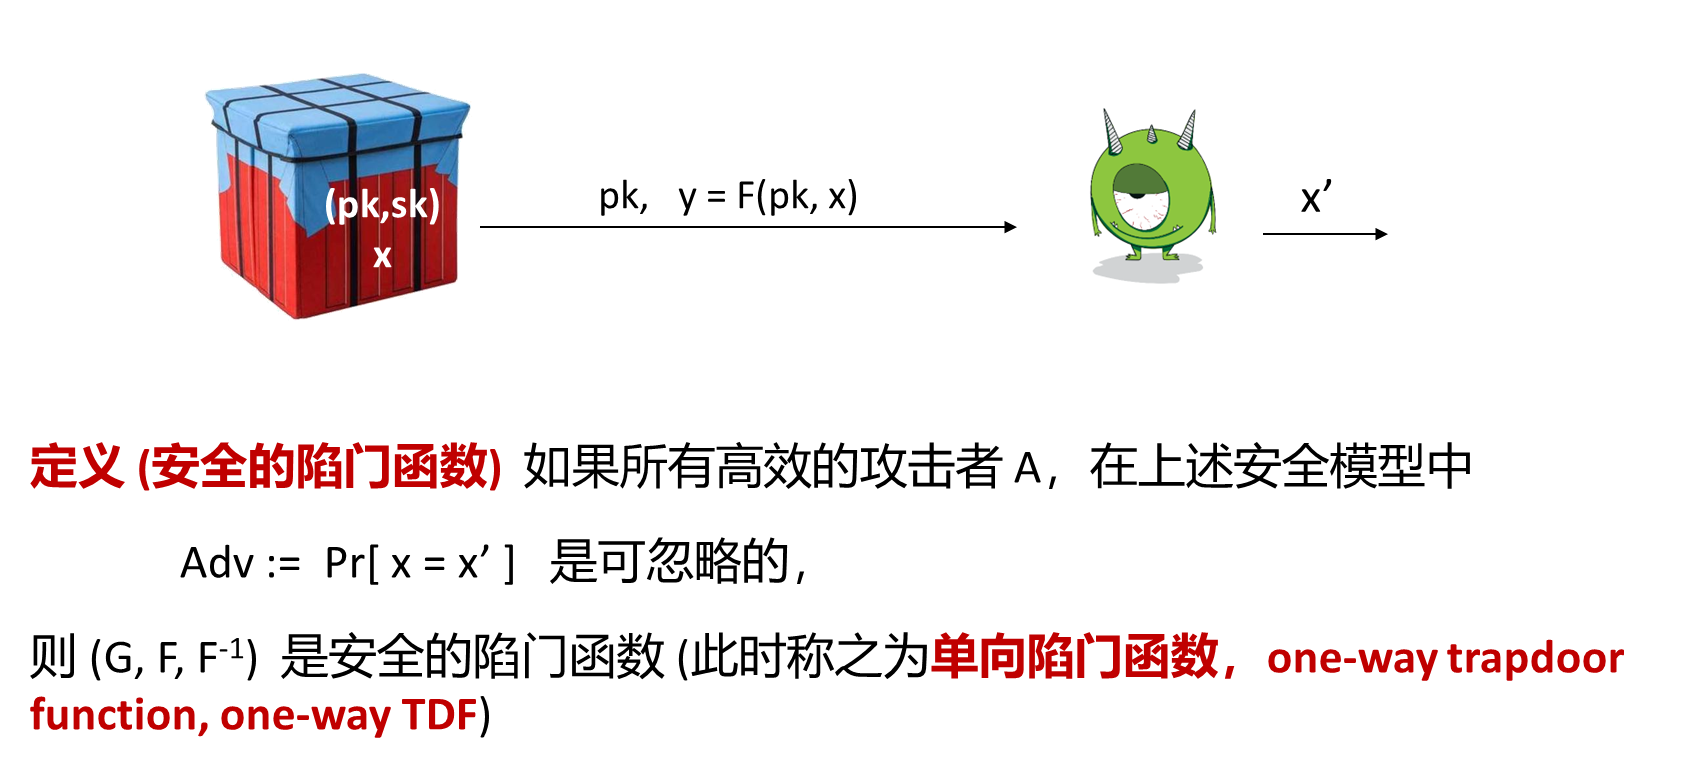 (pk,sk)
x
pk, y = F(pk, x)
x’
定义 (安全的陷门函数) 如果所有高效的攻击者 A，在上述安全模型中
Adv := Pr[ x = x’ ] 是可忽略的，
则 (G, F, F⁻¹) 是安全的陷门函数 (此时称之为单向陷门函数，one-way trapdoor
function, one-way TDF)